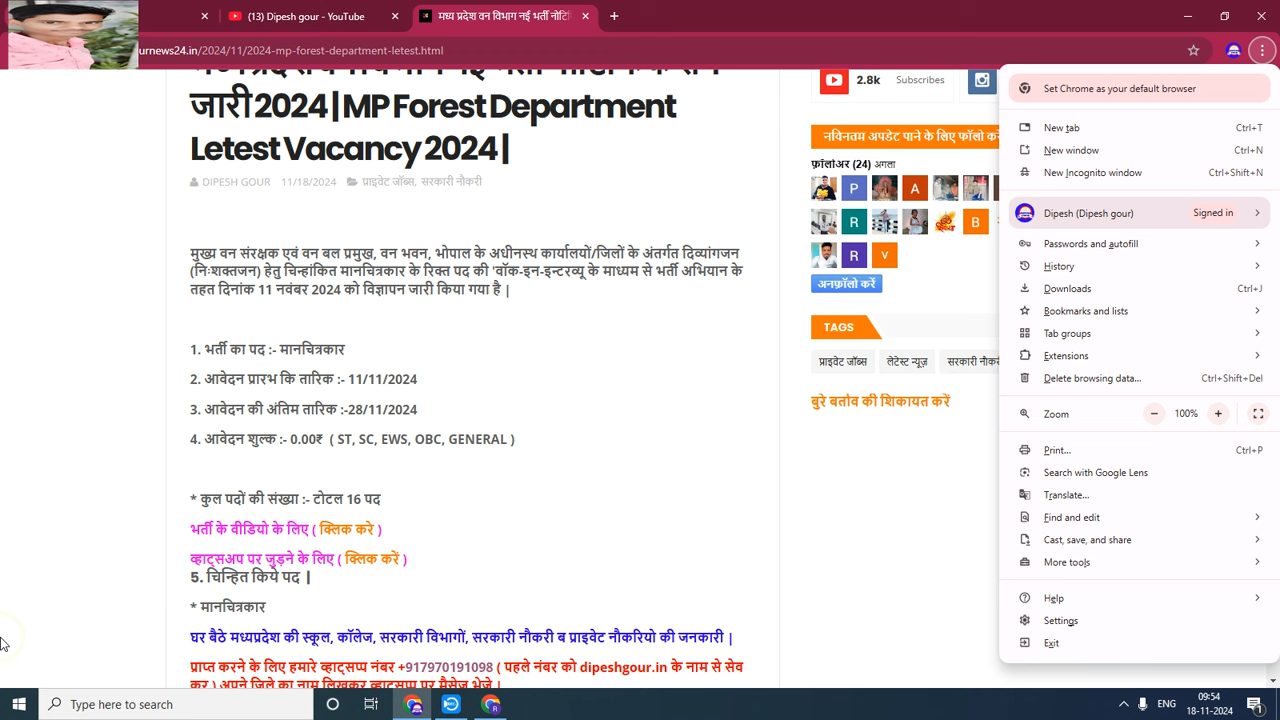 (13) Dipesh gour - YouTube
मध्य प्रदेश वन विभाग नई भर्ती नोटि
urnews24.in/2024/11/2024-mp-forest-department-letest.html
जारी 2024 | MP Forest Department
Letest Vacancy 2024 |
DIPESH GOUR 11/18/2024 प्राइवेट जॉब्स, सरकारी नौकरी
मुख्य वन संरक्षक एवं वन बल प्रमुख, वन भवन, भोपाल के अधीनस्थ कार्यालयों/जिलों के अंतर्गत दिव्यांगजन
(निःशक्तजन) हेतु चिन्हांकित मानचित्रकार के रिक्त पद की 'वॉक-इन-इन्टरव्यू के माध्यम से भर्ती अभियान के
तहत दिनांक 11 नवंबर 2024 को विज्ञापन जारी किया गया है |
1. भर्ती का पद :- मानचित्रकार
2. आवेदन प्रारभ कि तारिक :- 11/11/2024
3. आवेदन की अंतिम तारिक :-28/11/2024
4. आवेदन शुल्क :- 0.00₹ ( ST, SC, EWS, OBC, GENERAL )
* कुल पदों की संख्या :- टोटल 16 पद
भर्ती के वीडियो के लिए ( क्लिक करे )
व्हाट्सअप पर जुड़ने के लिए ( क्लिक करें )
5. चिन्हित किये पद |
* मानचित्रकार
घर बैठे मध्यप्रदेश की स्कूल, कॉलेज, सरकारी विभागों, सरकारी नौकरी ब प्राइवेट नौकरियो की जनकारी |
प्राप्त करने के लिए हमारे व्हाट्सप्प नंबर +917970191098 ( पहले नंबर को dipeshgour.in के नाम से सेव
कर ) अपने जिले का नाम लिखकर व्हाट्सप्प पर मैसेज भेजे |
2.8k Subscribes
नविनतम अपडेट पाने के लिए फॉलो करें
फ़ॉलोअर (24) अगला
P
A
R
B
R
v
अनफ़ॉलो करें
TAGS
प्राइवेट जॉब्स लेटेस्ट न्यूज़ सरकारी नौकरी
बुरे बर्ताव की शिकायत करें
Set Chrome as your default browser
New tab Ctrl+T
New window Ctrl+N
New Incognito window Ctrl+Shift+N
Dipesh (Dipesh gour) Signed in
Passwords and autofill
History
Downloads Ctrl+J
Bookmarks and lists
Tab groups
Extensions
Delete browsing data... Ctrl+Shift+Del
Zoom − 100% +
Print... Ctrl+P
Search with Google Lens
Translate...
Find and edit
Cast, save, and share
More tools
Help
Settings
Exit
Type here to search
ENG
09:54
18-11-2024